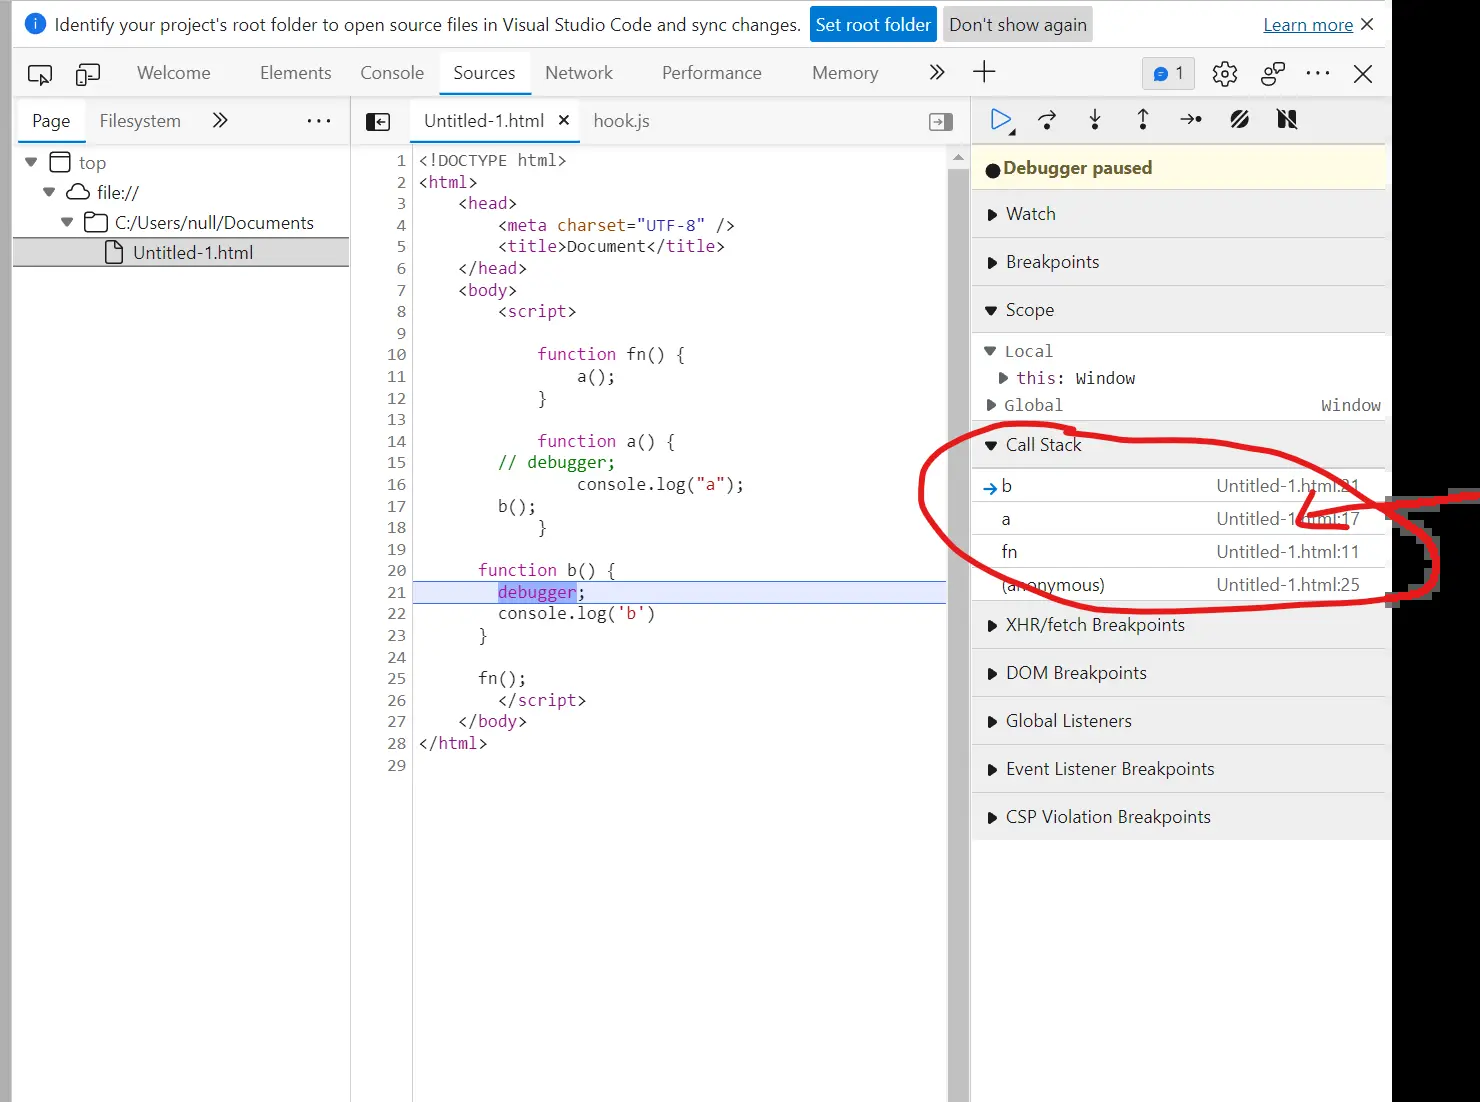 Identify your project's root folder to open source files in Visual Studio Code and sync changes. Set root folder Don't show again Learn more
Welcome Elements Console Sources Network Performance Memory 1
Page Filesystem
top
file://
C:/Users/null/Documents
Untitled-1.html
Untitled-1.html hook.js
1 <!DOCTYPE html>
2 <html>
3 <head>
4 <meta charset="UTF-8" />
5 <title>Document</title>
6 </head>
7 <body>
8 <script>
9
10 function fn() {
11 a();
12 }
13
14 function a() {
15 // debugger;
16 console.log("a");
17 b();
18 }
19
20 function b() {
21 debugger;
22 console.log('b')
23 }
24
25 fn();
26 </script>
27 </body>
28 </html>
29
Debugger paused
Watch
Breakpoints
Scope
Local
this: Window
Global Window
Call Stack
b Untitled-1.html:21
a Untitled-1.html:17
fn Untitled-1.html:11
(anonymous) Untitled-1.html:25
XHR/fetch Breakpoints
DOM Breakpoints
Global Listeners
Event Listener Breakpoints
CSP Violation Breakpoints